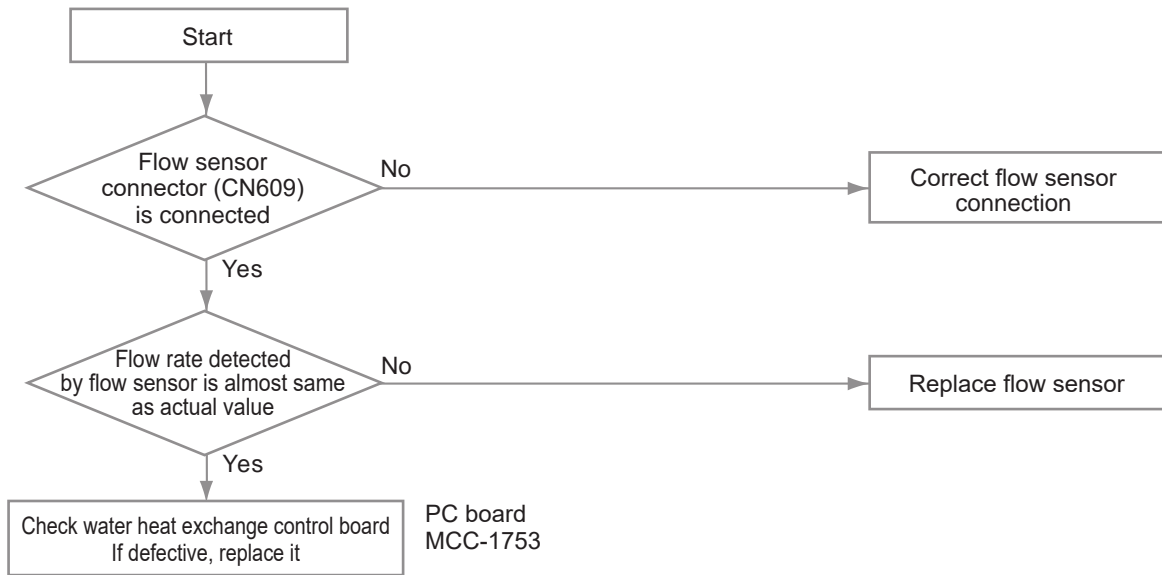 Start
Flow sensor
connector (CN609)
is connected
No
Correct flow sensor
connection
Yes
Flow rate detected
by flow sensor is almost same
as actual value
No
Replace flow sensor
Yes
Check water heat exchange control board
If defective, replace it
PC board
MCC-1753